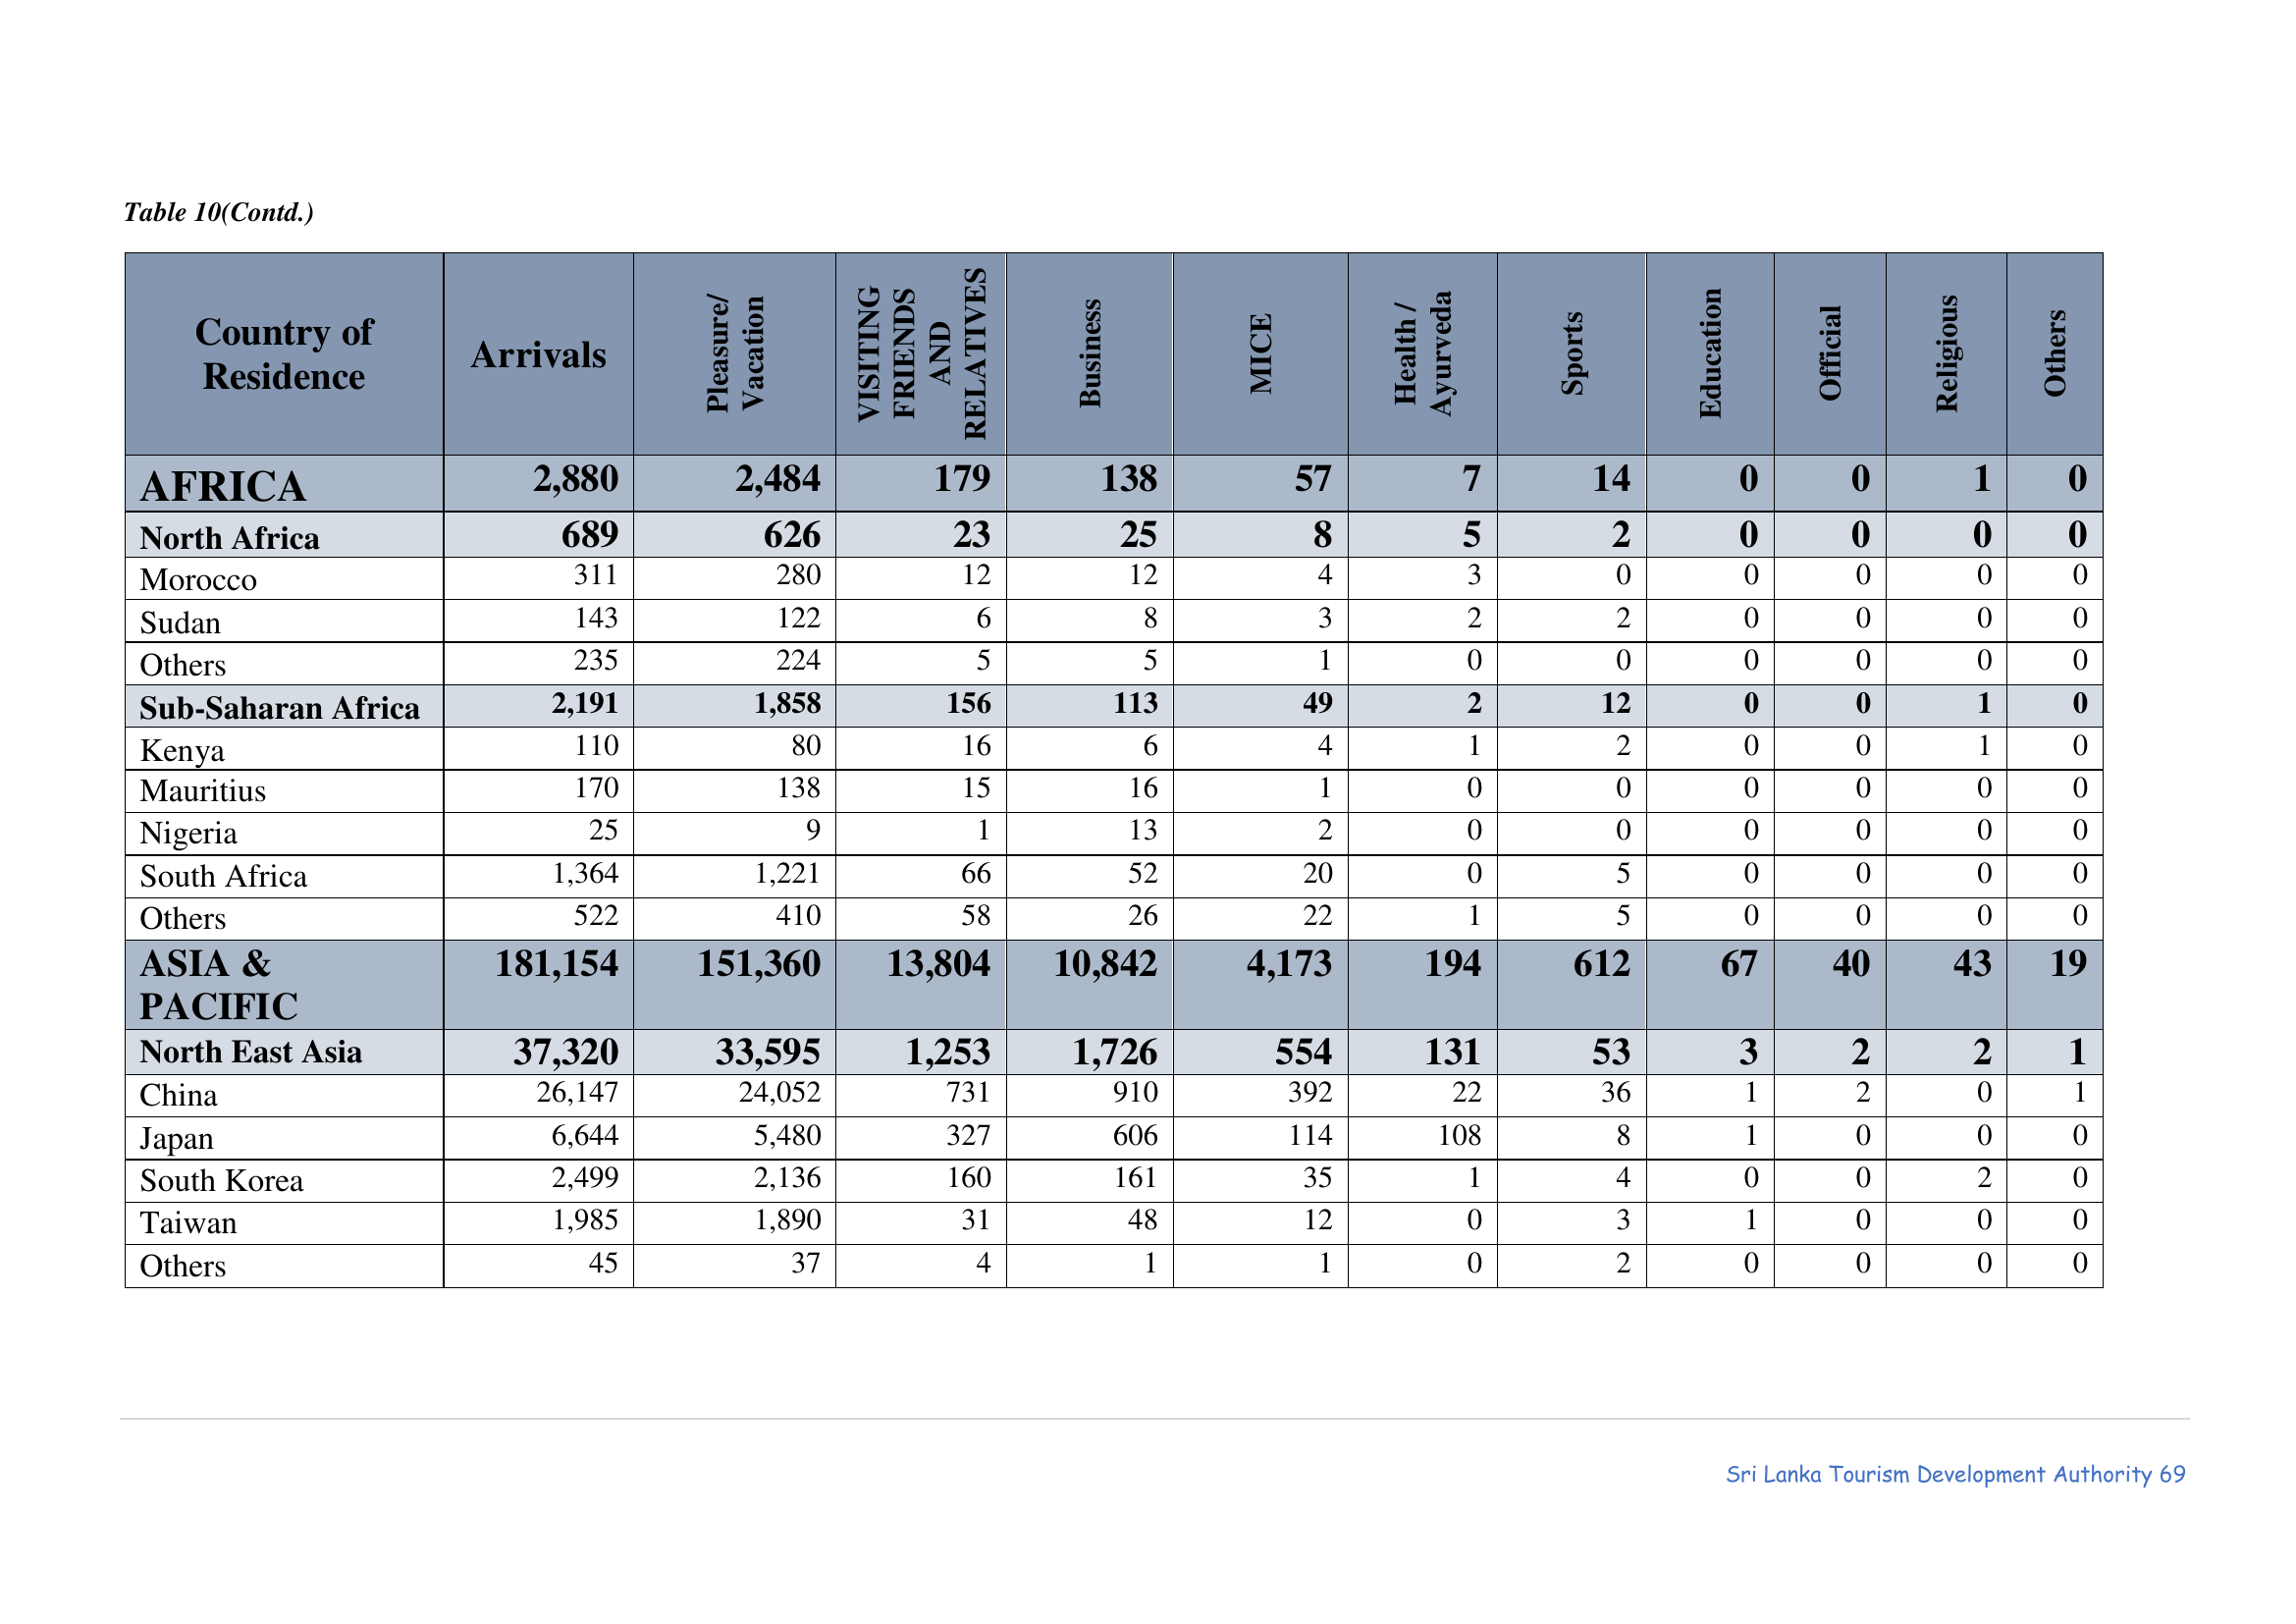 Table 10(Contd.)
Country of Residence Arrivals Pleasure/ Vacation VISITING FRIENDS AND RELATIVES Business MICE Health / Ayurveda Sports Education Official Religious Others
AFRICA 2,880 2,484 179 138 57 7 14 0 0 1 0
North Africa 689 626 23 25 8 5 2 0 0 0 0
Morocco 311 280 12 12 4 3 0 0 0 0 0
Sudan 143 122 6 8 3 2 2 0 0 0 0
Others 235 224 5 5 1 0 0 0 0 0 0
Sub-Saharan Africa 2,191 1,858 156 113 49 2 12 0 0 1 0
Kenya 110 80 16 6 4 1 2 0 0 1 0
Mauritius 170 138 15 16 1 0 0 0 0 0 0
Nigeria 25 9 1 13 2 0 0 0 0 0 0
South Africa 1,364 1,221 66 52 20 0 5 0 0 0 0
Others 522 410 58 26 22 1 5 0 0 0 0
ASIA & PACIFIC 181,154 151,360 13,804 10,842 4,173 194 612 67 40 43 19
North East Asia 37,320 33,595 1,253 1,726 554 131 53 3 2 2 1
China 26,147 24,052 731 910 392 22 36 1 2 0 1
Japan 6,644 5,480 327 606 114 108 8 1 0 0 0
South Korea 2,499 2,136 160 161 35 1 4 0 0 2 0
Taiwan 1,985 1,890 31 48 12 0 3 1 0 0 0
Others 45 37 4 1 1 0 2 0 0 0 0
Sri Lanka Tourism Development Authority 69